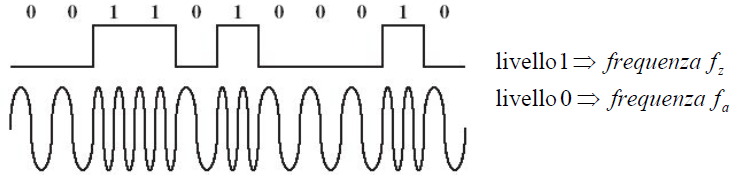 0 0 1 1 0 1 0 0 0 1 0
livello 1 ⇒ frequenza f_z
livello 0 ⇒ frequenza f_a